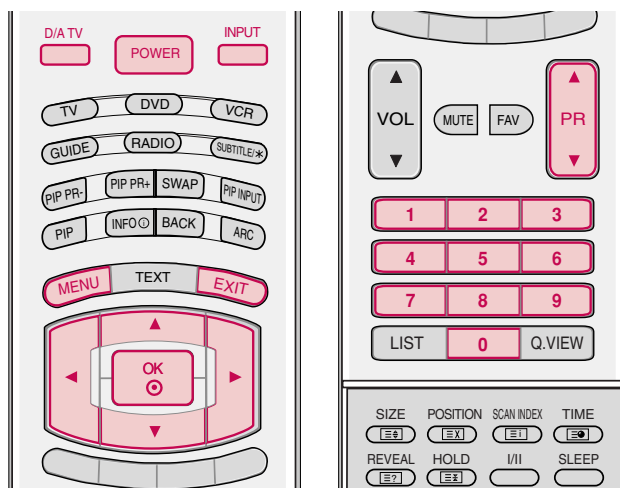 D/A TV POWER INPUT
TV DVD VCR
GUIDE RADIO SUBTITLE/*
PIP PR- PIP PR+ SWAP PIP INPUT
PIP INFO i BACK ARC
MENU TEXT EXIT
OK
VOL MUTE FAV PR
1 2 3
4 5 6
7 8 9
LIST 0 Q.VIEW
SIZE POSITION SCAN INDEX TIME
REVEAL HOLD I/II SLEEP